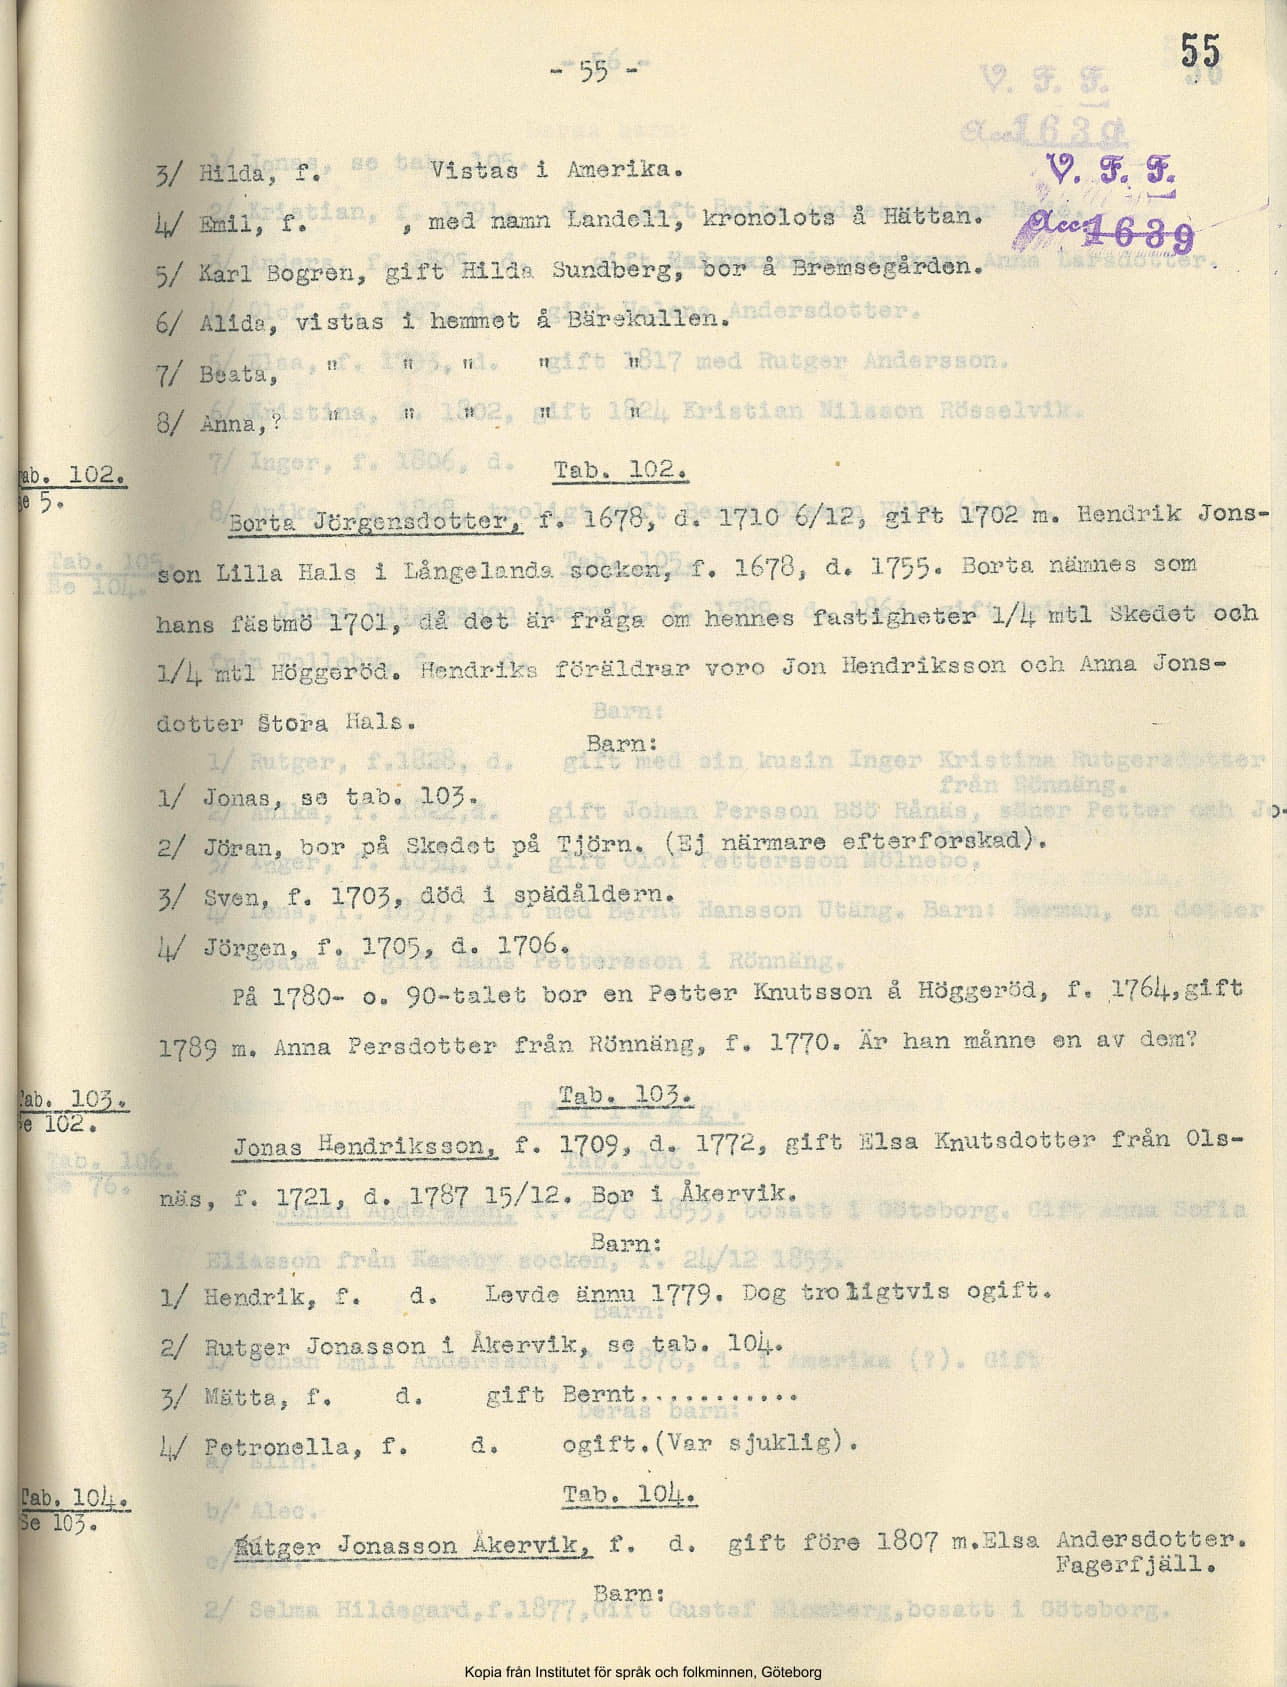 55
- 55 -
V. F. F.
Acc 1639
3/ Hilda, f. Vistas i Amerika.
4/ Emil, f. , med namn Landell, kronolots å Hättan.
5/ Karl Bogren, gift Hilda Sundberg, bor å Bremsegården.
6/ Alida, vistas i hemmet å Bärekullen.
7/ Beata, " " " " "
8/ Anna,? " " " " "
Tab. 102.
ab. 102.
e 5.
Borta Jörgensdotter, f. 1678, d. 1710 6/12, gift 1702 m. Hendrik Jons-
son Lilla Hals i Långelanda socken, f. 1678, d. 1755. Borta nämnes som
hans fästmö 1701, då det är fråga om hennes fastigheter 1/4 mtl Skedet och
1/4 mtl Höggeröd. Hendriks föräldrar voro Jon Hendriksson och Anna Jons-
dotter Stora Hals.
Barn:
1/ Jonas, se tab. 103.
2/ Jöran, bor på Skedet på Tjörn. (Ej närmare efterforskad).
3/ Sven, f. 1703, död i spädåldern.
4/ Jörgen, f. 1705, d. 1706.
På 1780- o. 90-talet bor en Petter Knutsson å Höggeröd, f. 1764,gift
1789 m. Anna Persdotter från Rönnäng, f. 1770. Är han månne en av dem?
Tab. 103.
ab. 103.
e 102.
Jonas Hendriksson, f. 1709, d. 1772, gift Elsa Knutsdotter från Ols-
näs, f. 1721, d. 1787 15/12. Bor i Åkervik.
Barn:
1/ Hendrik, f. d. Levde ännu 1779. Dog troligtvis ogift.
2/ Rutger Jonasson i Åkervik, se tab. 104.
3/ Mätta, f. d. gift Bernt...........
4/ Petronella, f. d. ogift.(Var sjuklig).
Tab. 104.
Tab. 104.
Se 103.
Rutger Jonasson Åkervik, f. d. gift före 1807 m.Elsa Andersdotter.
Fagerfjäll.
Barn:
Kopia från Institutet för språk och folkminnen, Göteborg